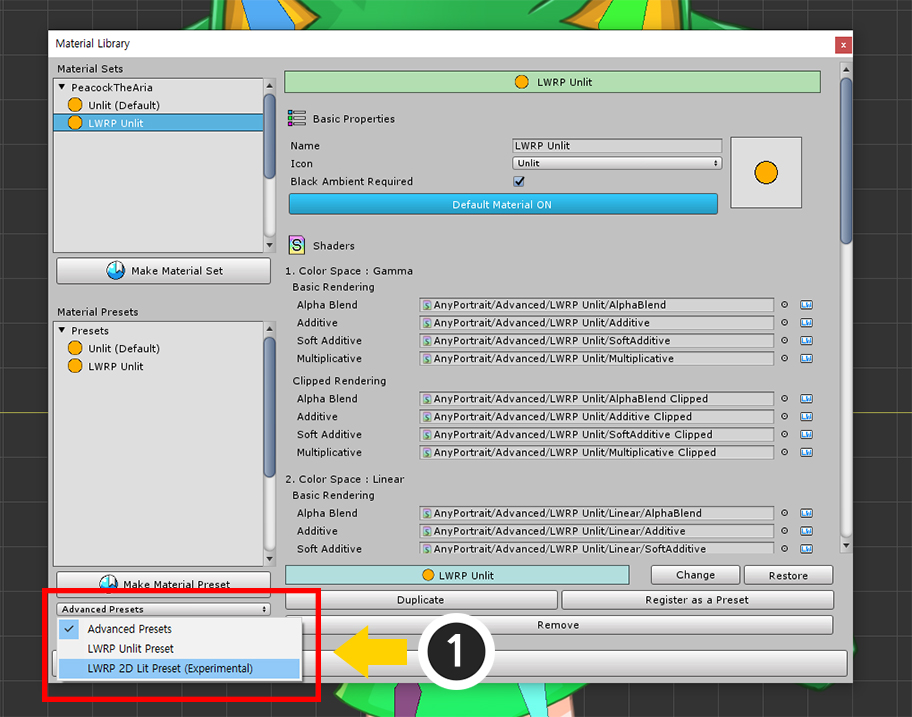 Material Library
x
Material Sets
▼ PeacockTheAria
Unlit (Default)
LWRP Unlit
Make Material Set
Material Presets
▼ Presets
Unlit (Default)
LWRP Unlit
Make Material Preset
Advanced Presets
✓ Advanced Presets
LWRP Unlit Preset
LWRP 2D Lit Preset (Experimental)
1
LWRP Unlit
Basic Properties
Name LWRP Unlit
Icon Unlit
Black Ambient Required
Default Material ON
S Shaders
1. Color Space : Gamma
Basic Rendering
Alpha Blend AnyPortrait/Advanced/LWRP Unlit/AlphaBlend
Additive AnyPortrait/Advanced/LWRP Unlit/Additive
Soft Additive AnyPortrait/Advanced/LWRP Unlit/SoftAdditive
Multiplicative AnyPortrait/Advanced/LWRP Unlit/Multiplicative
Clipped Rendering
Alpha Blend AnyPortrait/Advanced/LWRP Unlit/AlphaBlend Clipped
Additive AnyPortrait/Advanced/LWRP Unlit/Additive Clipped
Soft Additive AnyPortrait/Advanced/LWRP Unlit/SoftAdditive Clipped
Multiplicative AnyPortrait/Advanced/LWRP Unlit/Multiplicative Clipped
2. Color Space : Linear
Basic Rendering
Alpha Blend AnyPortrait/Advanced/LWRP Unlit/Linear/AlphaBlend
Additive AnyPortrait/Advanced/LWRP Unlit/Linear/Additive
Soft Additive AnyPortrait/Advanced/LWRP Unlit/Linear/SoftAdditive
LWRP Unlit Change Restore
Duplicate Register as a Preset
Remove